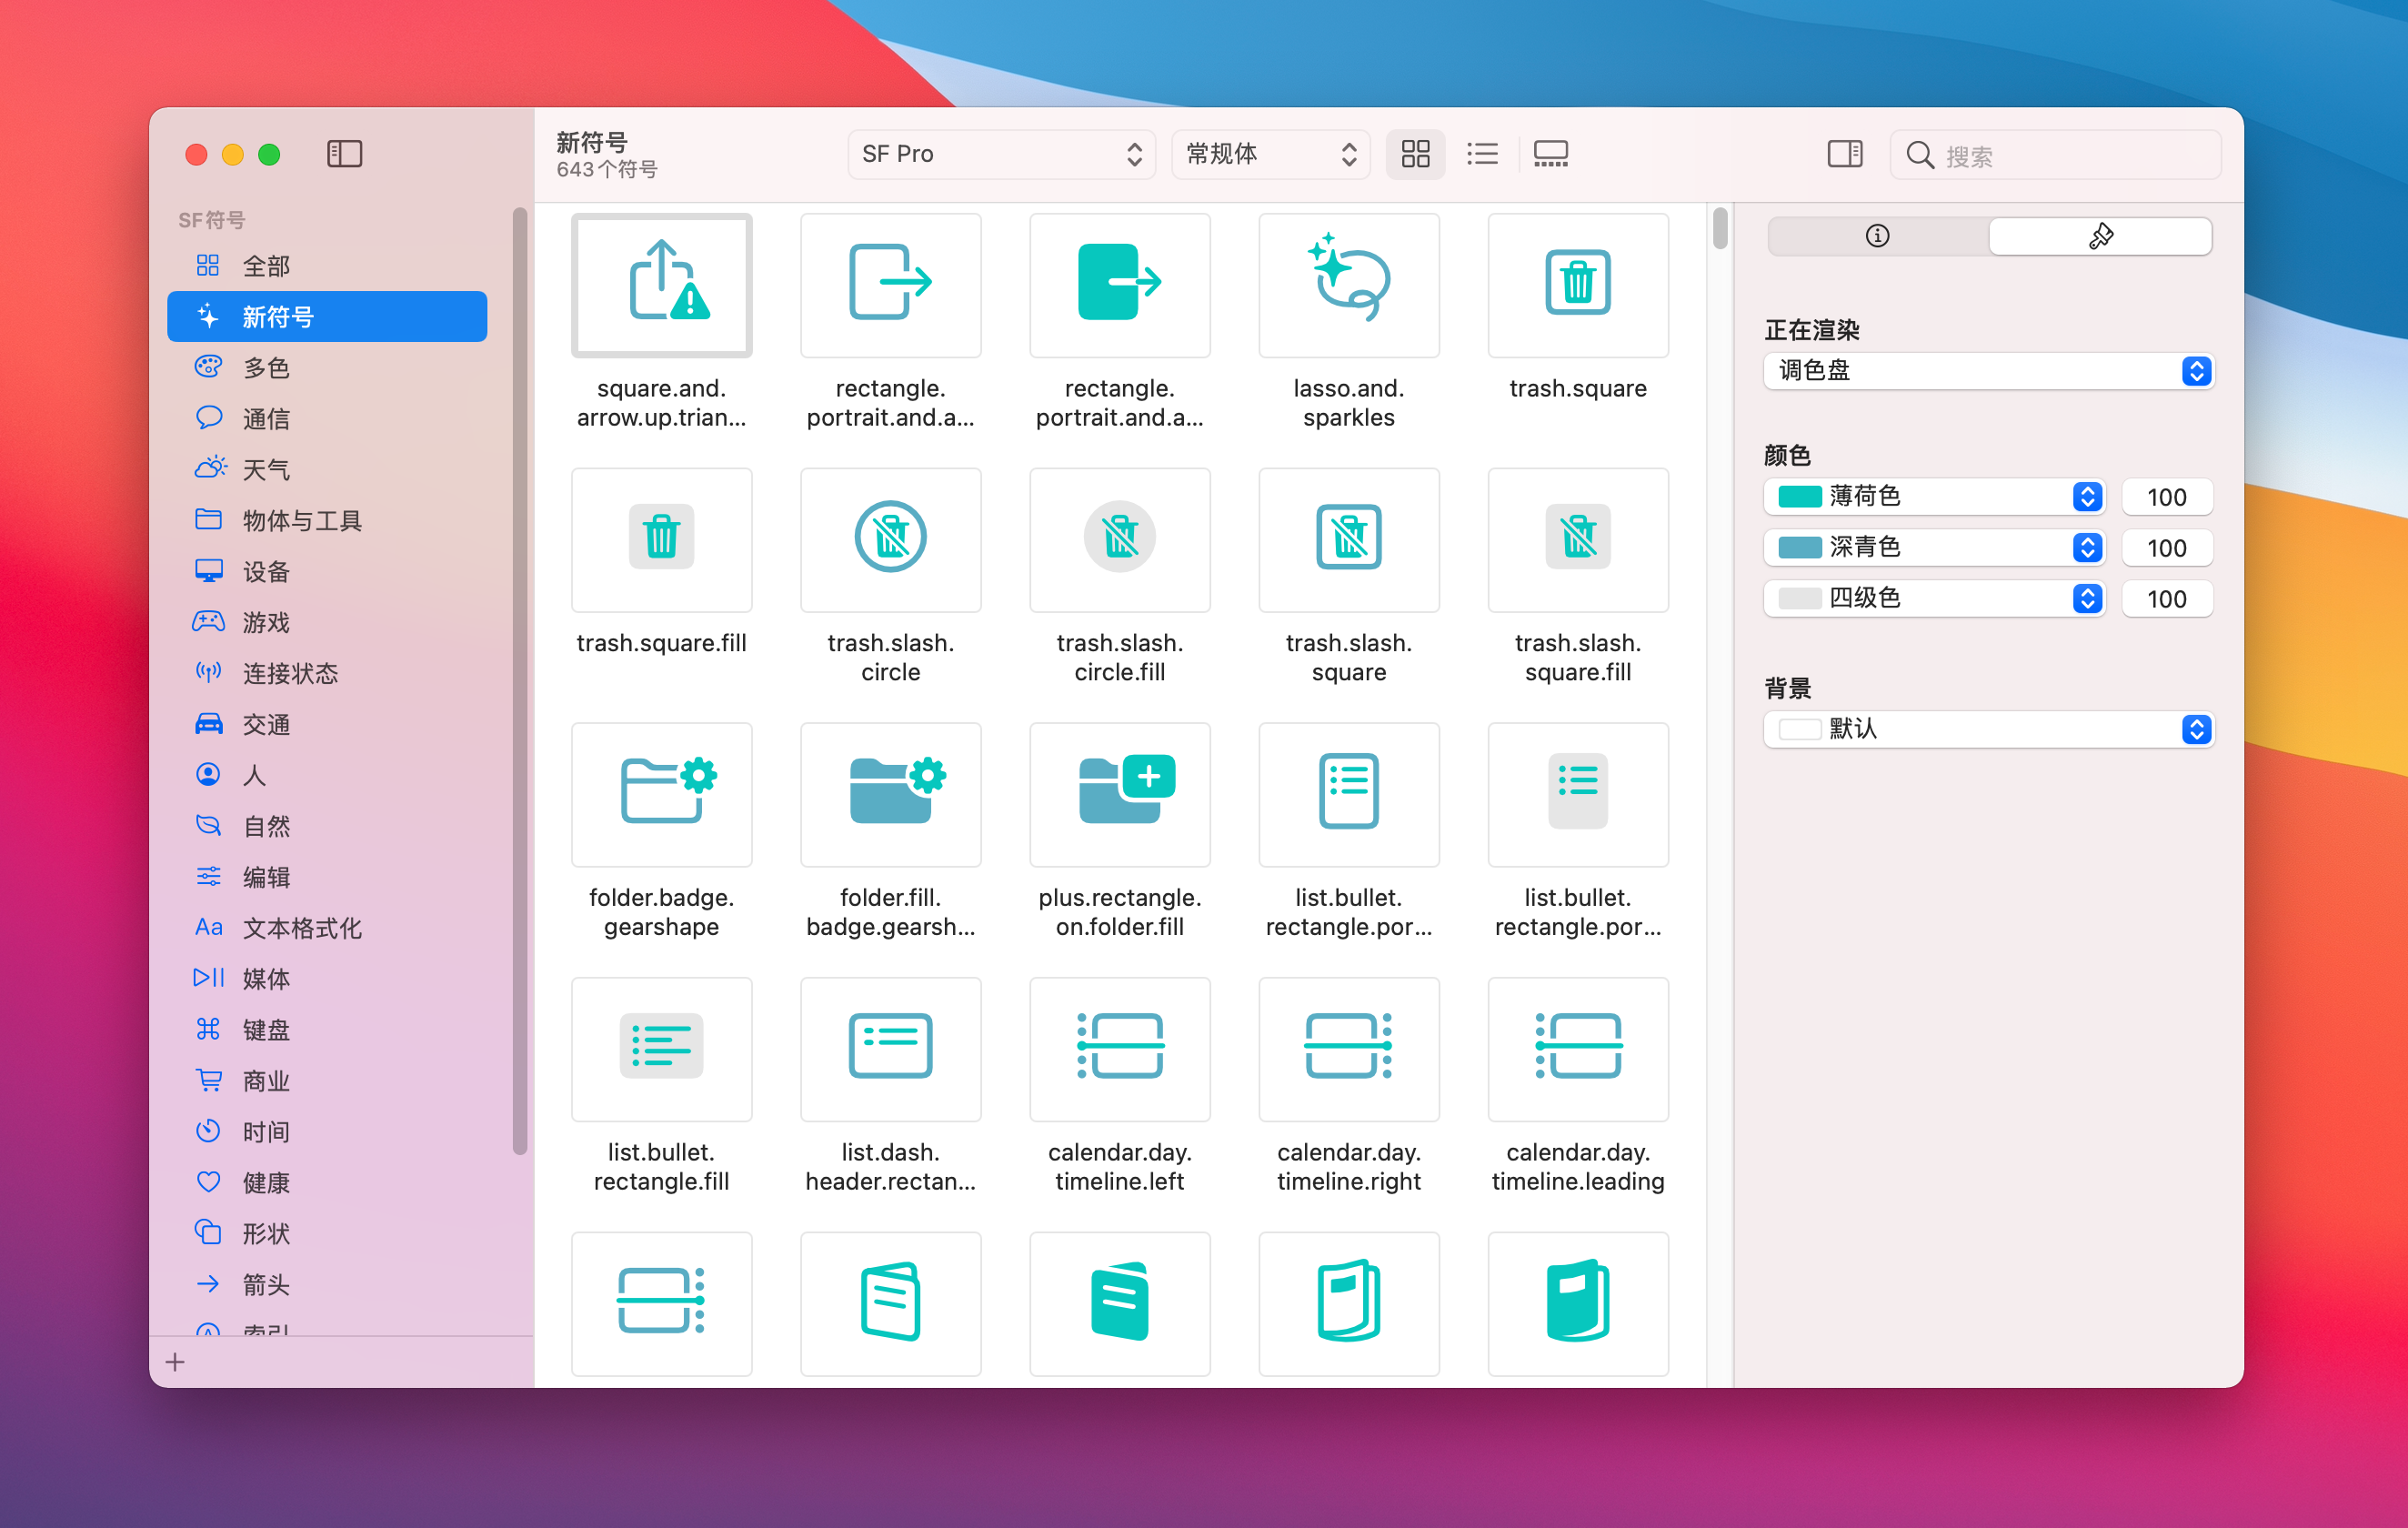 新符号
643 个符号
SF Pro
常规体
搜索
SF符号
全部
新符号
多色
通信
天气
物体与工具
设备
游戏
连接状态
交通
人
自然
编辑
Aa 文本格式化
媒体
键盘
商业
时间
健康
形状
箭头
索引
square.and.
arrow.up.trian...
rectangle.
portrait.and.a...
rectangle.
portrait.and.a...
lasso.and.
sparkles
trash.square
trash.square.fill
trash.slash.
circle
trash.slash.
circle.fill
trash.slash.
square
trash.slash.
square.fill
folder.badge.
gearshape
folder.fill.
badge.gearsh...
plus.rectangle.
on.folder.fill
list.bullet.
rectangle.por...
list.bullet.
rectangle.por...
list.bullet.
rectangle.fill
list.dash.
header.rectan...
calendar.day.
timeline.left
calendar.day.
timeline.right
calendar.day.
timeline.leading
正在渲染
调色盘
颜色
薄荷色 100
深青色 100
四级色 100
背景
默认